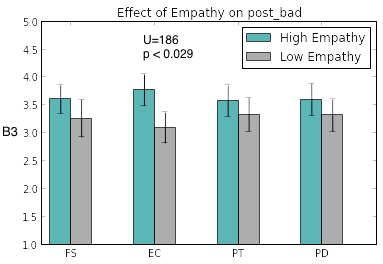 Effect of Empathy on post_bad
5.0
4.5
4.0
3.5
3.0
2.5
2.0
1.5
1.0
B3
U=186
p < 0.029
High Empathy
Low Empathy
FS EC PT PD